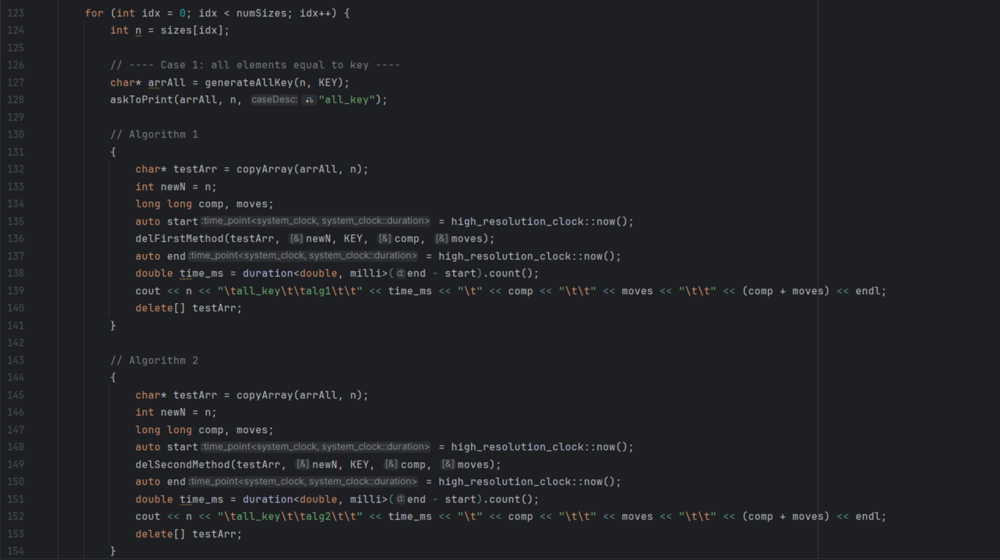 123 for (int idx = 0; idx < numSizes; idx++) {
124 int n = sizes[idx];
125
126 // ---- Case 1: all elements equal to key ----
127 char* arrAll = generateAllKey(n, KEY);
128 askToPrint(arrAll, n, caseDesc: "all_key");
129
130 // Algorithm 1
131 {
132 char* testArr = copyArray(arrAll, n);
133 int newN = n;
134 long long comp, moves;
135 auto start :time_point<system_clock, system_clock::duration> = high_resolution_clock::now();
136 delFirstMethod(testArr, [&] newN, KEY, [&] comp, [&] moves);
137 auto end :time_point<system_clock, system_clock::duration> = high_resolution_clock::now();
138 double time_ms = duration<double, milli>( d: end - start).count();
139 cout << n << "\tall_key\t\talg1\t\t" << time_ms << "\t" << comp << "\t\t" << moves << "\t\t" << (comp + moves) << endl;
140 delete[] testArr;
141 }
142
143 // Algorithm 2
144 {
145 char* testArr = copyArray(arrAll, n);
146 int newN = n;
147 long long comp, moves;
148 auto start :time_point<system_clock, system_clock::duration> = high_resolution_clock::now();
149 delSecondMethod(testArr, [&] newN, KEY, [&] comp, [&] moves);
150 auto end :time_point<system_clock, system_clock::duration> = high_resolution_clock::now();
151 double time_ms = duration<double, milli>( d: end - start).count();
152 cout << n << "\tall_key\t\talg2\t\t" << time_ms << "\t" << comp << "\t\t" << moves << "\t\t" << (comp + moves) << endl;
153 delete[] testArr;
154 }